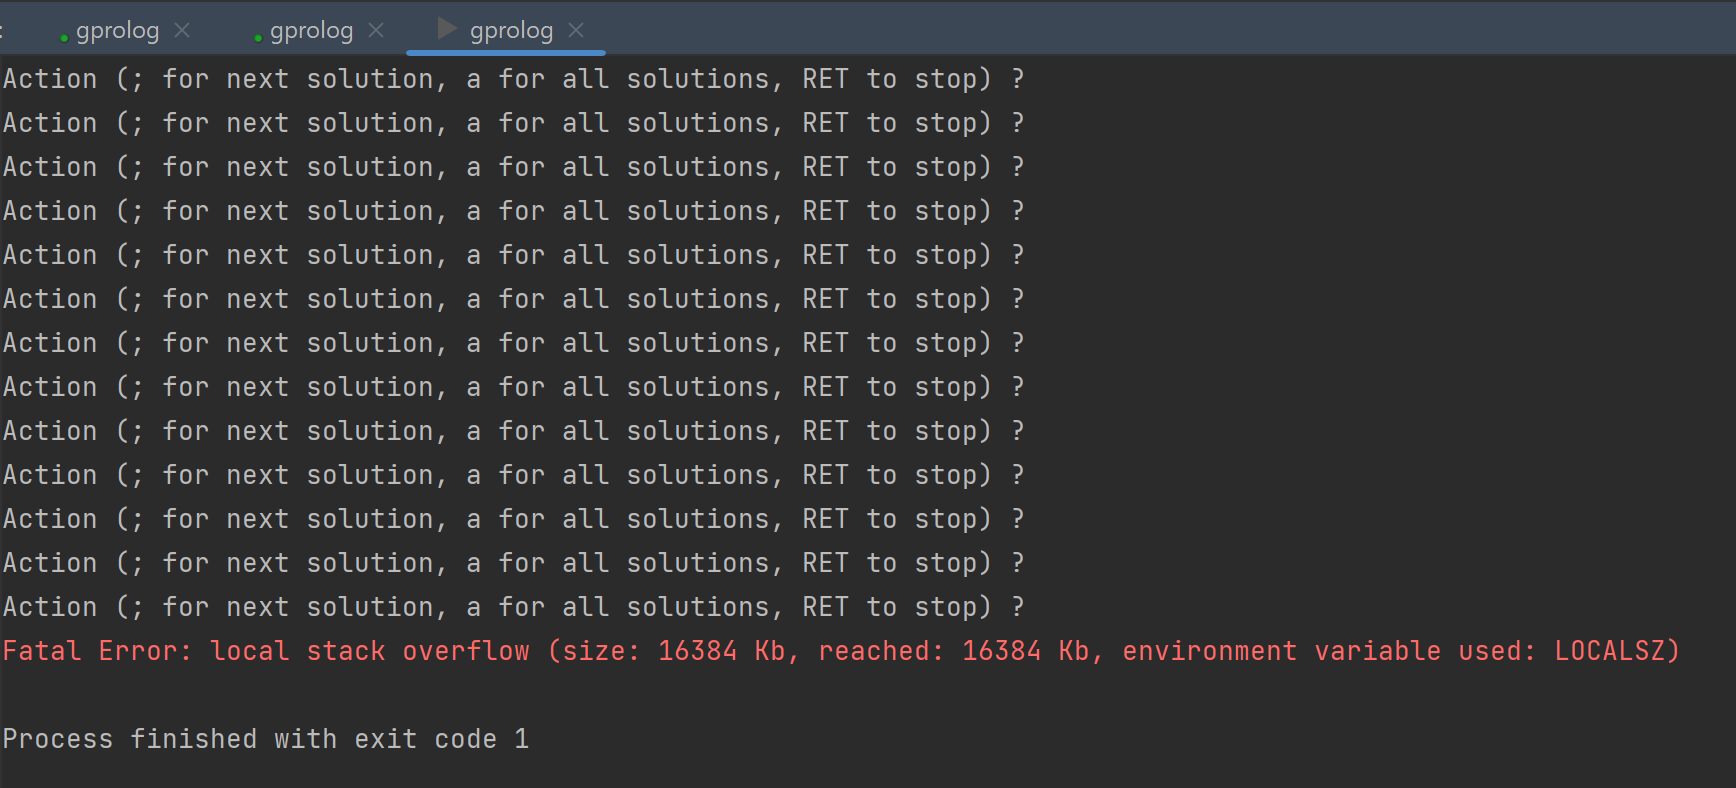 : gprolog × gprolog × gprolog ×
Action (; for next solution, a for all solutions, RET to stop) ?
Action (; for next solution, a for all solutions, RET to stop) ?
Action (; for next solution, a for all solutions, RET to stop) ?
Action (; for next solution, a for all solutions, RET to stop) ?
Action (; for next solution, a for all solutions, RET to stop) ?
Action (; for next solution, a for all solutions, RET to stop) ?
Action (; for next solution, a for all solutions, RET to stop) ?
Action (; for next solution, a for all solutions, RET to stop) ?
Action (; for next solution, a for all solutions, RET to stop) ?
Action (; for next solution, a for all solutions, RET to stop) ?
Action (; for next solution, a for all solutions, RET to stop) ?
Action (; for next solution, a for all solutions, RET to stop) ?
Action (; for next solution, a for all solutions, RET to stop) ?
Fatal Error: local stack overflow (size: 16384 Kb, reached: 16384 Kb, environment variable used: LOCALSZ)
Process finished with exit code 1